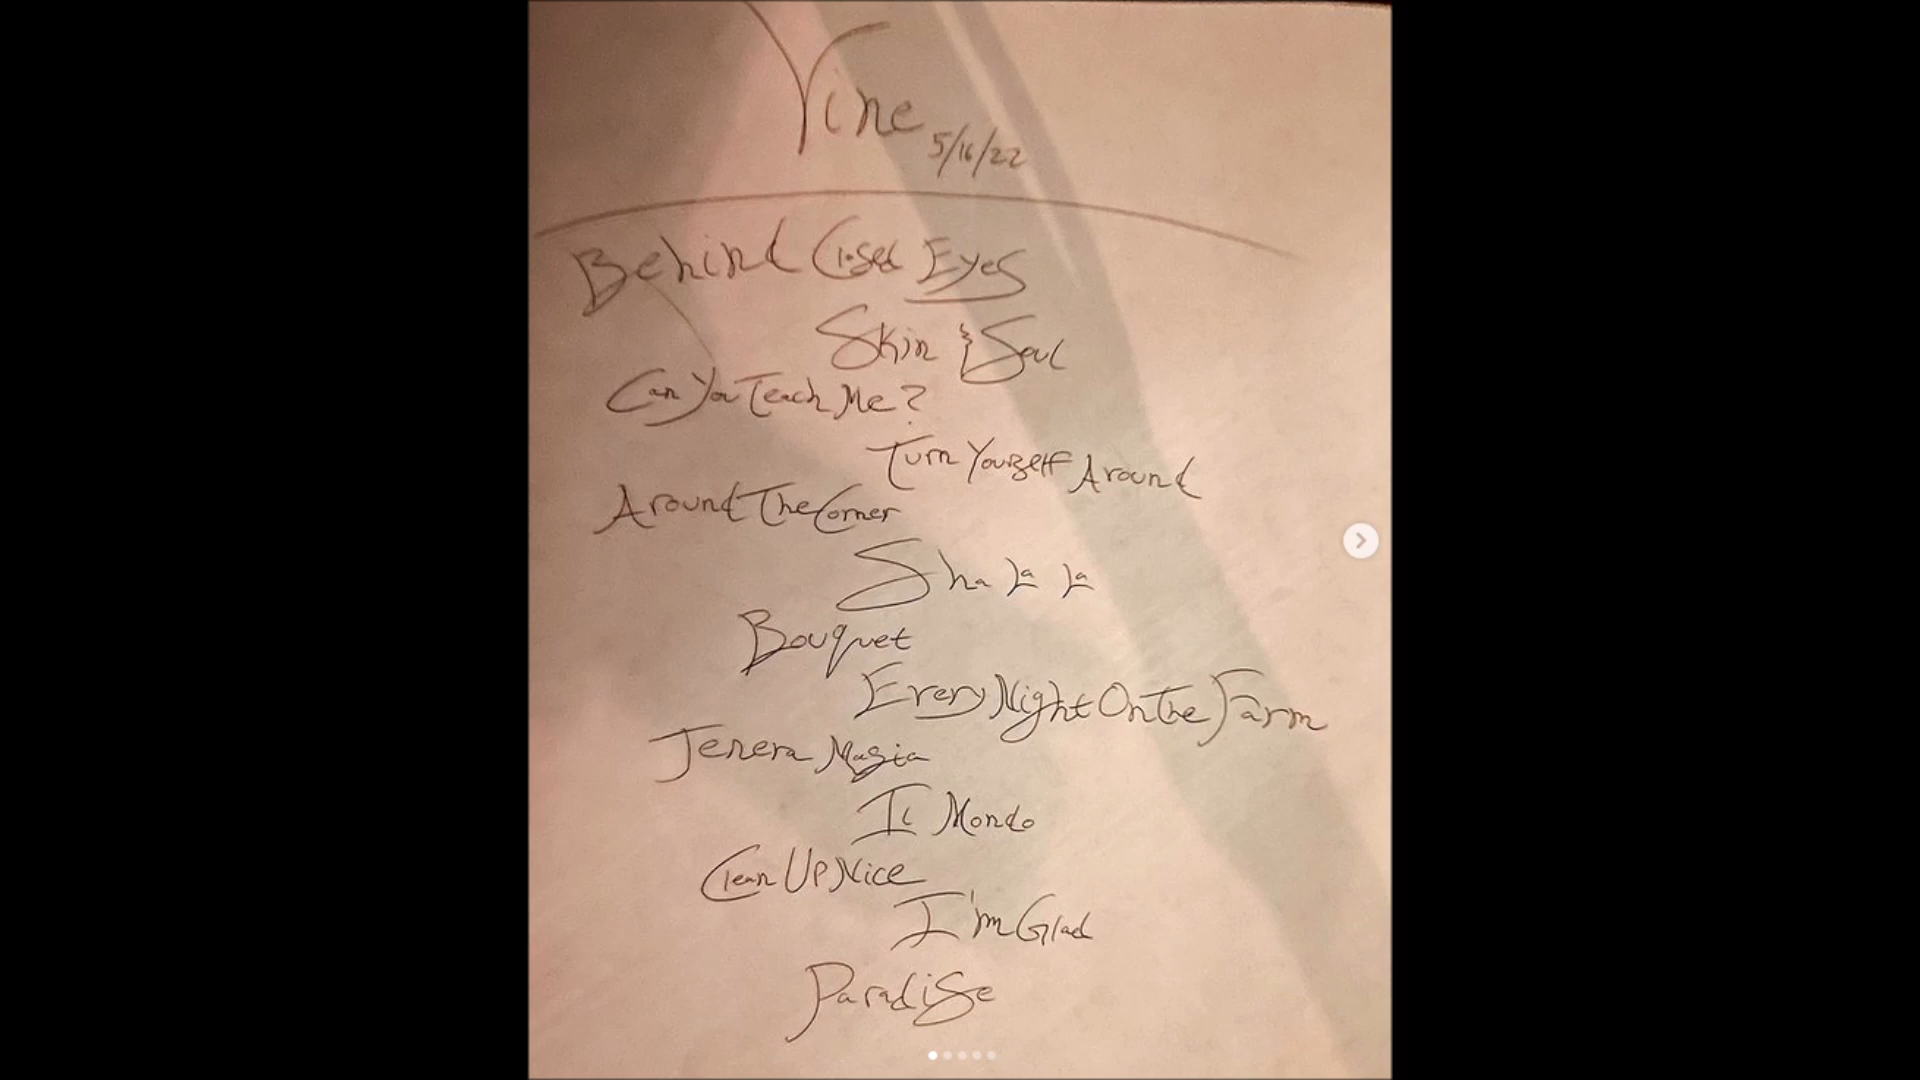 Vine 5/16/22
Behind Closed Eyes
Skin & Soul
Can You Teach Me?
Turn Yourself Around
Around The Corner
Sha La La
Bouquet
Every Night On The Farm
Jenera
Il Mondo
Clean Up Nice
I'm Glad
Paradise